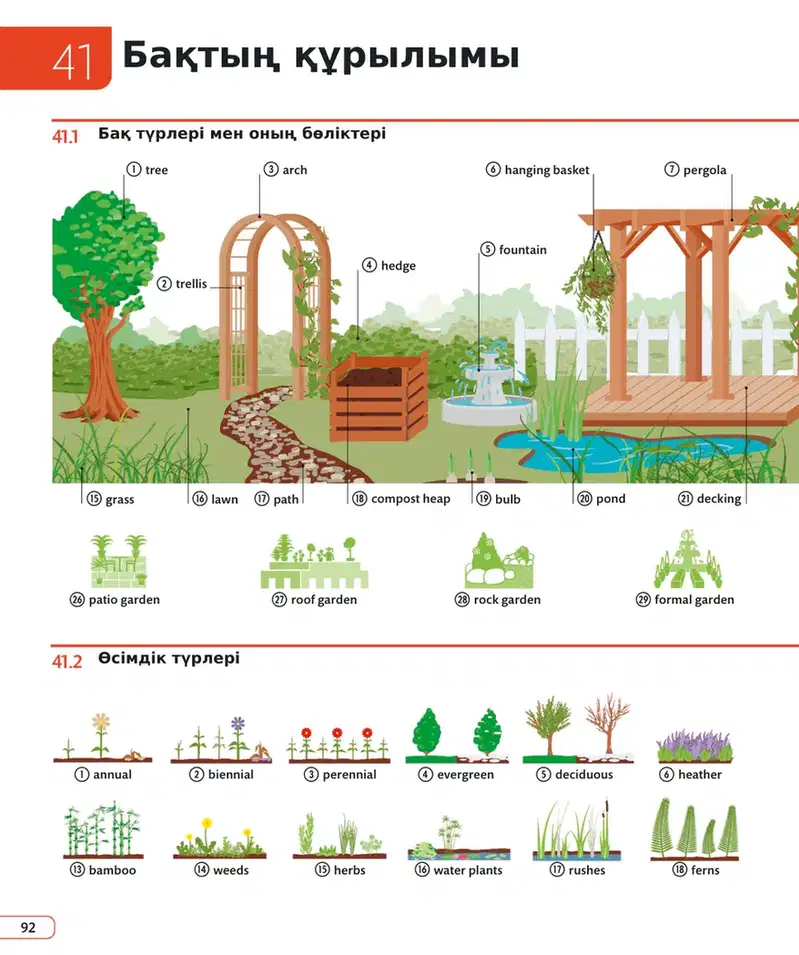 41 Бақтың құрылымы
41.1 Бақ түрлері мен оның бөліктері
① tree ③ arch ⑥ hanging basket ⑦ pergola
⑤ fountain
④ hedge
② trellis
⑮ grass ⑯ lawn ⑰ path ⑱ compost heap ⑲ bulb ⑳ pond ㉑ decking
㉖ patio garden ㉗ roof garden ㉘ rock garden ㉙ formal garden
41.2 Өсімдік түрлері
① annual ② biennial ③ perennial ④ evergreen ⑤ deciduous ⑥ heather
⑬ bamboo ⑭ weeds ⑮ herbs ⑯ water plants ⑰ rushes ⑱ ferns
92